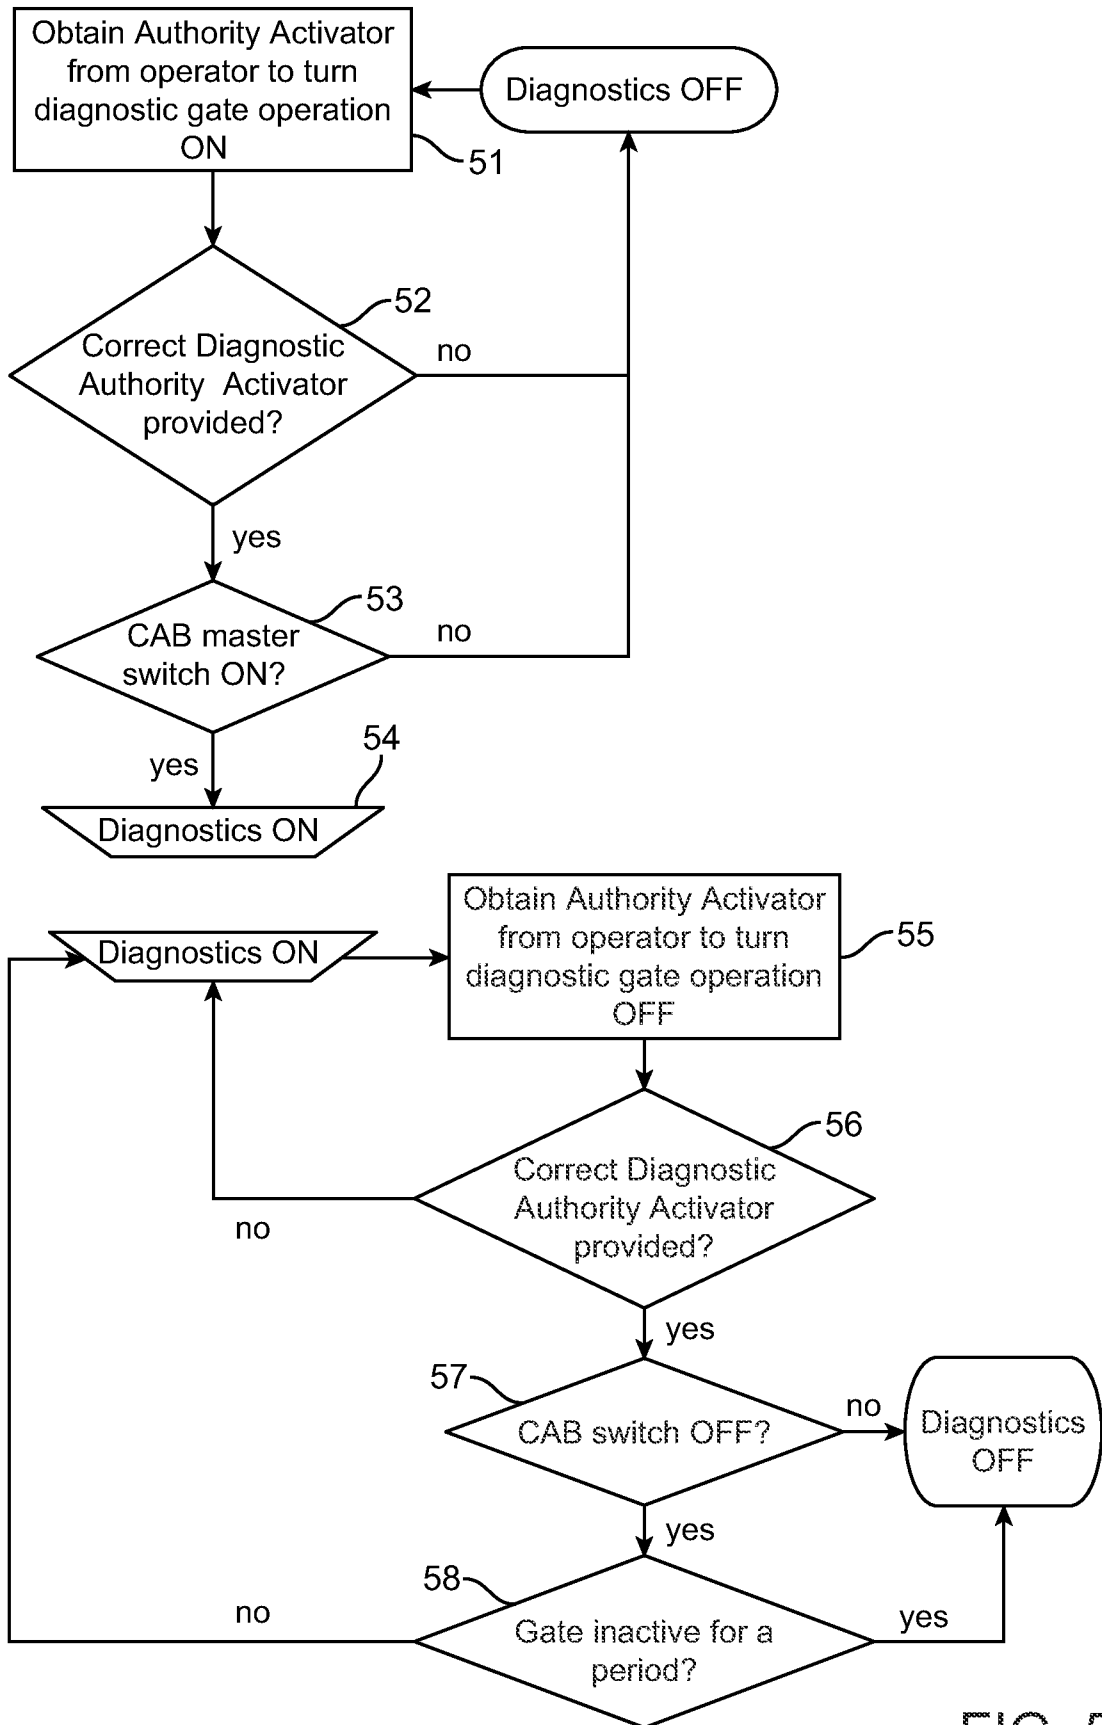 Obtain Authority Activator
from operator to turn
diagnostic gate operation
ON
Diagnostics OFF
51
52
Correct Diagnostic
Authority Activator
provided?
no
yes
53
CAB master
switch ON?
no
54
yes
Diagnostics ON
Obtain Authority Activator
from operator to turn
diagnostic gate operation
OFF
55
Diagnostics ON
56
Correct Diagnostic
Authority Activator
provided?
no
yes
57
CAB switch OFF?
no
Diagnostics
OFF
yes
58
Gate inactive for a
period?
no
yes